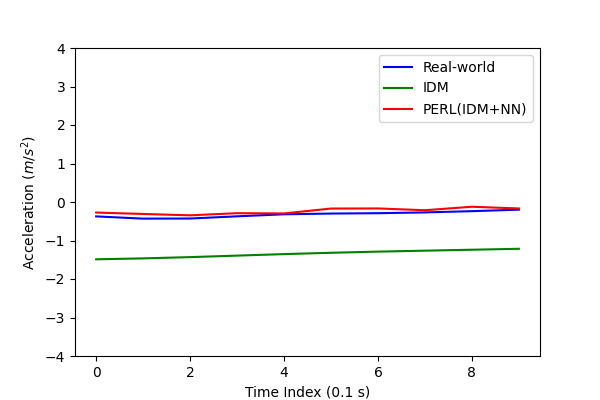 Real-world
IDM
PERL(IDM+NN)
Acceleration (m/s²)
4
3
2
1
0
−1
−2
−3
−4
0 2 4 6 8
Time Index (0.1 s)